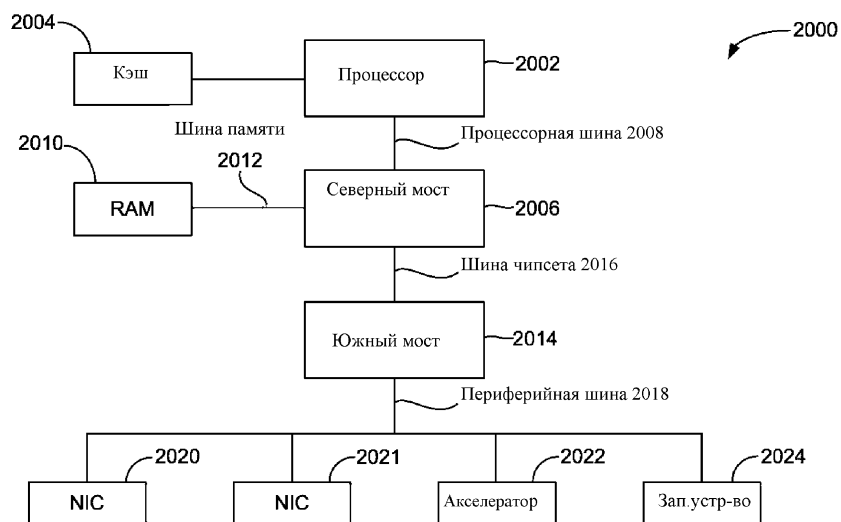 2004
2000
Кэш
Процессор
2002
Шина памяти
Процессорная шина 2008
2010
2012
Северный мост
RAM
2006
Шина чипсета 2016
Южный мост
2014
Периферийная шина 2018
2020
2021
2022
2024
NIC
NIC
Акселератор
Зап.устр-во